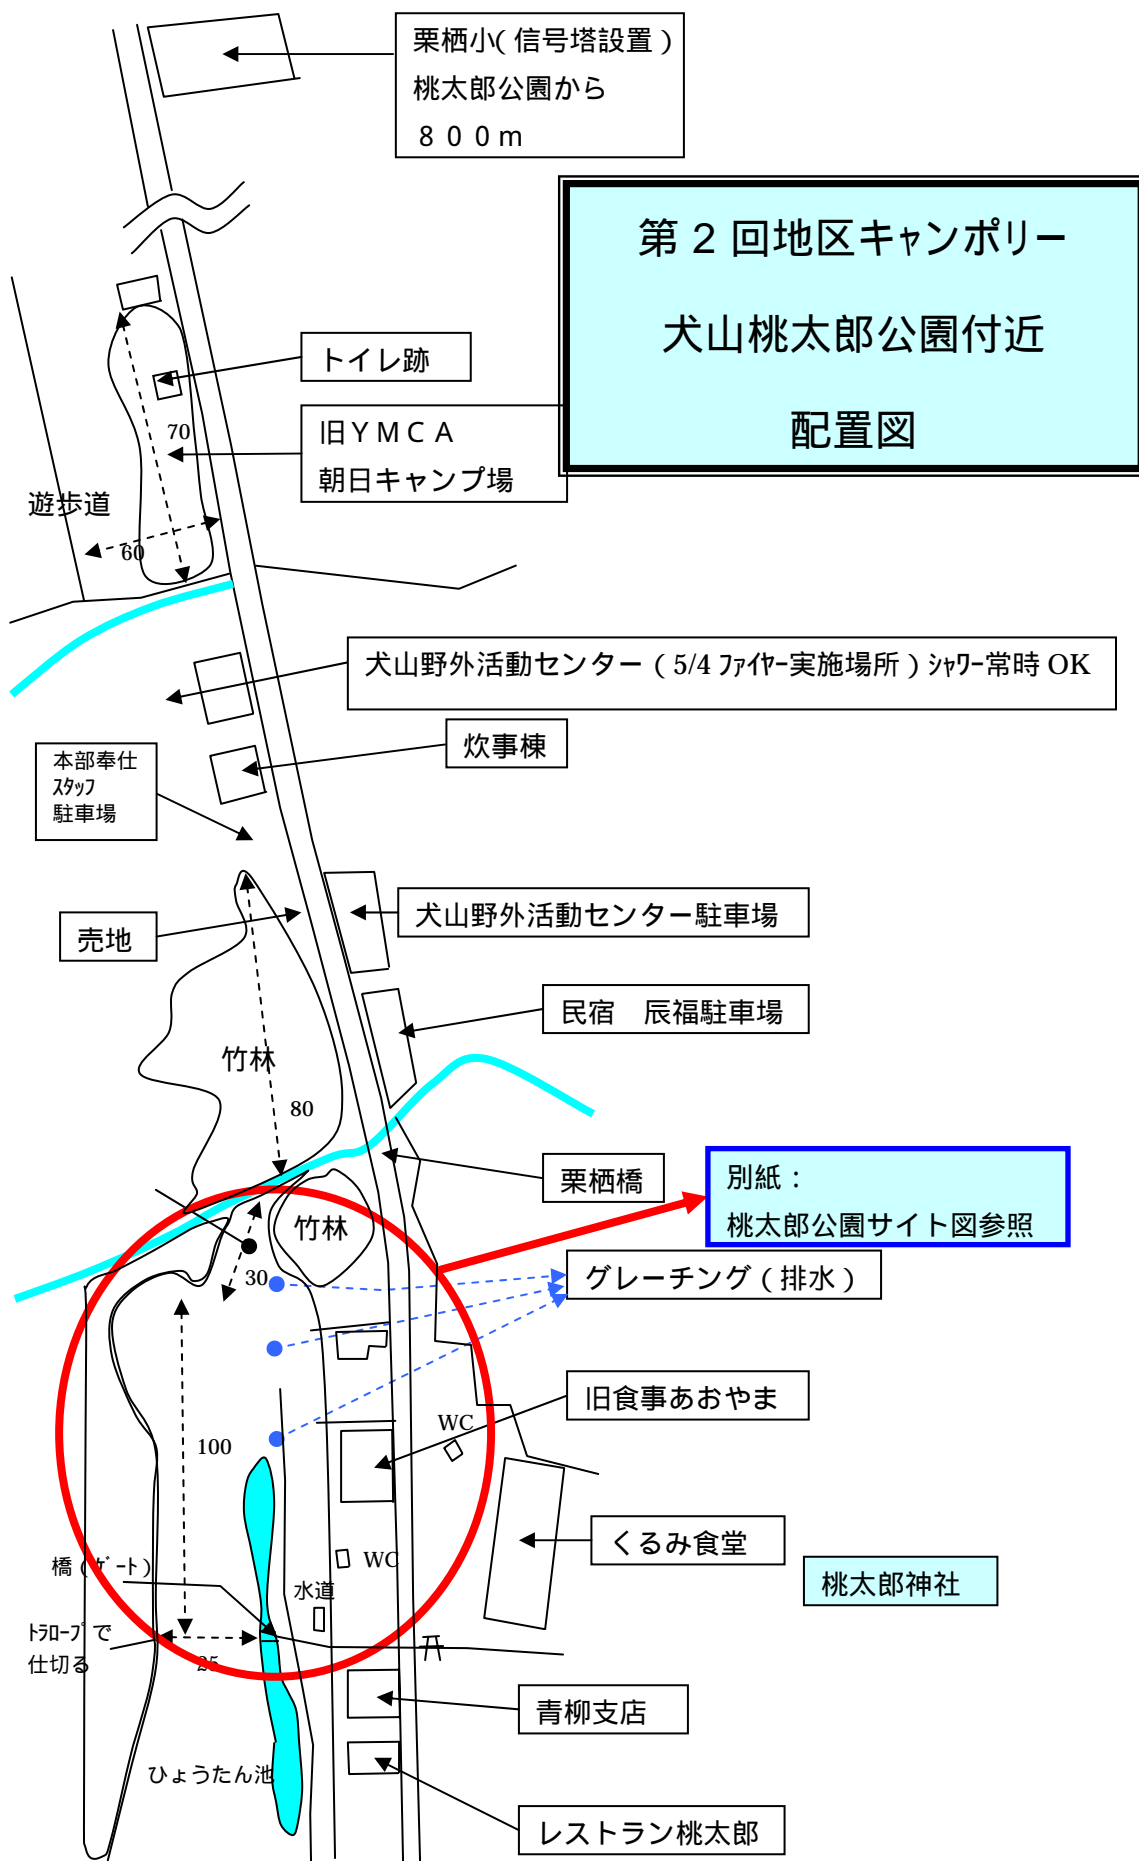 栗栖小(信号塔設置)
桃太郎公園から
８００ｍ
第２回地区ｷｬﾝﾎﾟﾘｰ
犬山桃太郎公園付近
配置図
トイレ跡
旧ＹＭＣＡ
朝日キャンプ場
70
遊歩道
60
犬山野外活動センター（5/4 ﾌｧｲﾔｰ実施場所）ｼｬﾜｰ常時 OK
炊事棟
本部奉仕
ｽﾀｯﾌ
駐車場
犬山野外活動センター駐車場
売地
民宿　辰福駐車場
竹林
80
栗栖橋
別紙：
桃太郎公園サイト図参照
竹林
30
グレーチング（排水）
旧食事あおやま
WC
100
くるみ食堂
WC
橋（ｹﾞｰﾄ）
桃太郎神社
水道
ﾄﾗﾛｰﾌﾟで
仕切る
25
青柳支店
ひょうたん池
レストラン桃太郎